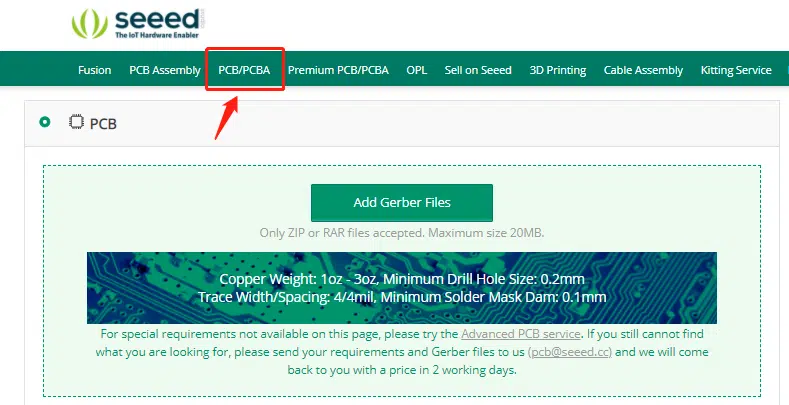 seeed
The IoT Hardware Enabler
Fusion PCB Assembly PCB/PCBA Premium PCB/PCBA OPL Sell on Seeed 3D Printing Cable Assembly Kitting Service
PCB
Add Gerber Files
Only ZIP or RAR files accepted. Maximum size 20MB.
Copper Weight: 1oz - 3oz, Minimum Drill Hole Size: 0.2mm
Trace Width/Spacing: 4/4mil, Minimum Solder Mask Dam: 0.1mm
For special requirements not available on this page, please try the Advanced PCB service. If you still cannot find
what you are looking for, please send your requirements and Gerber files to us (pcb@seeed.cc) and we will come
back to you with a price in 2 working days.